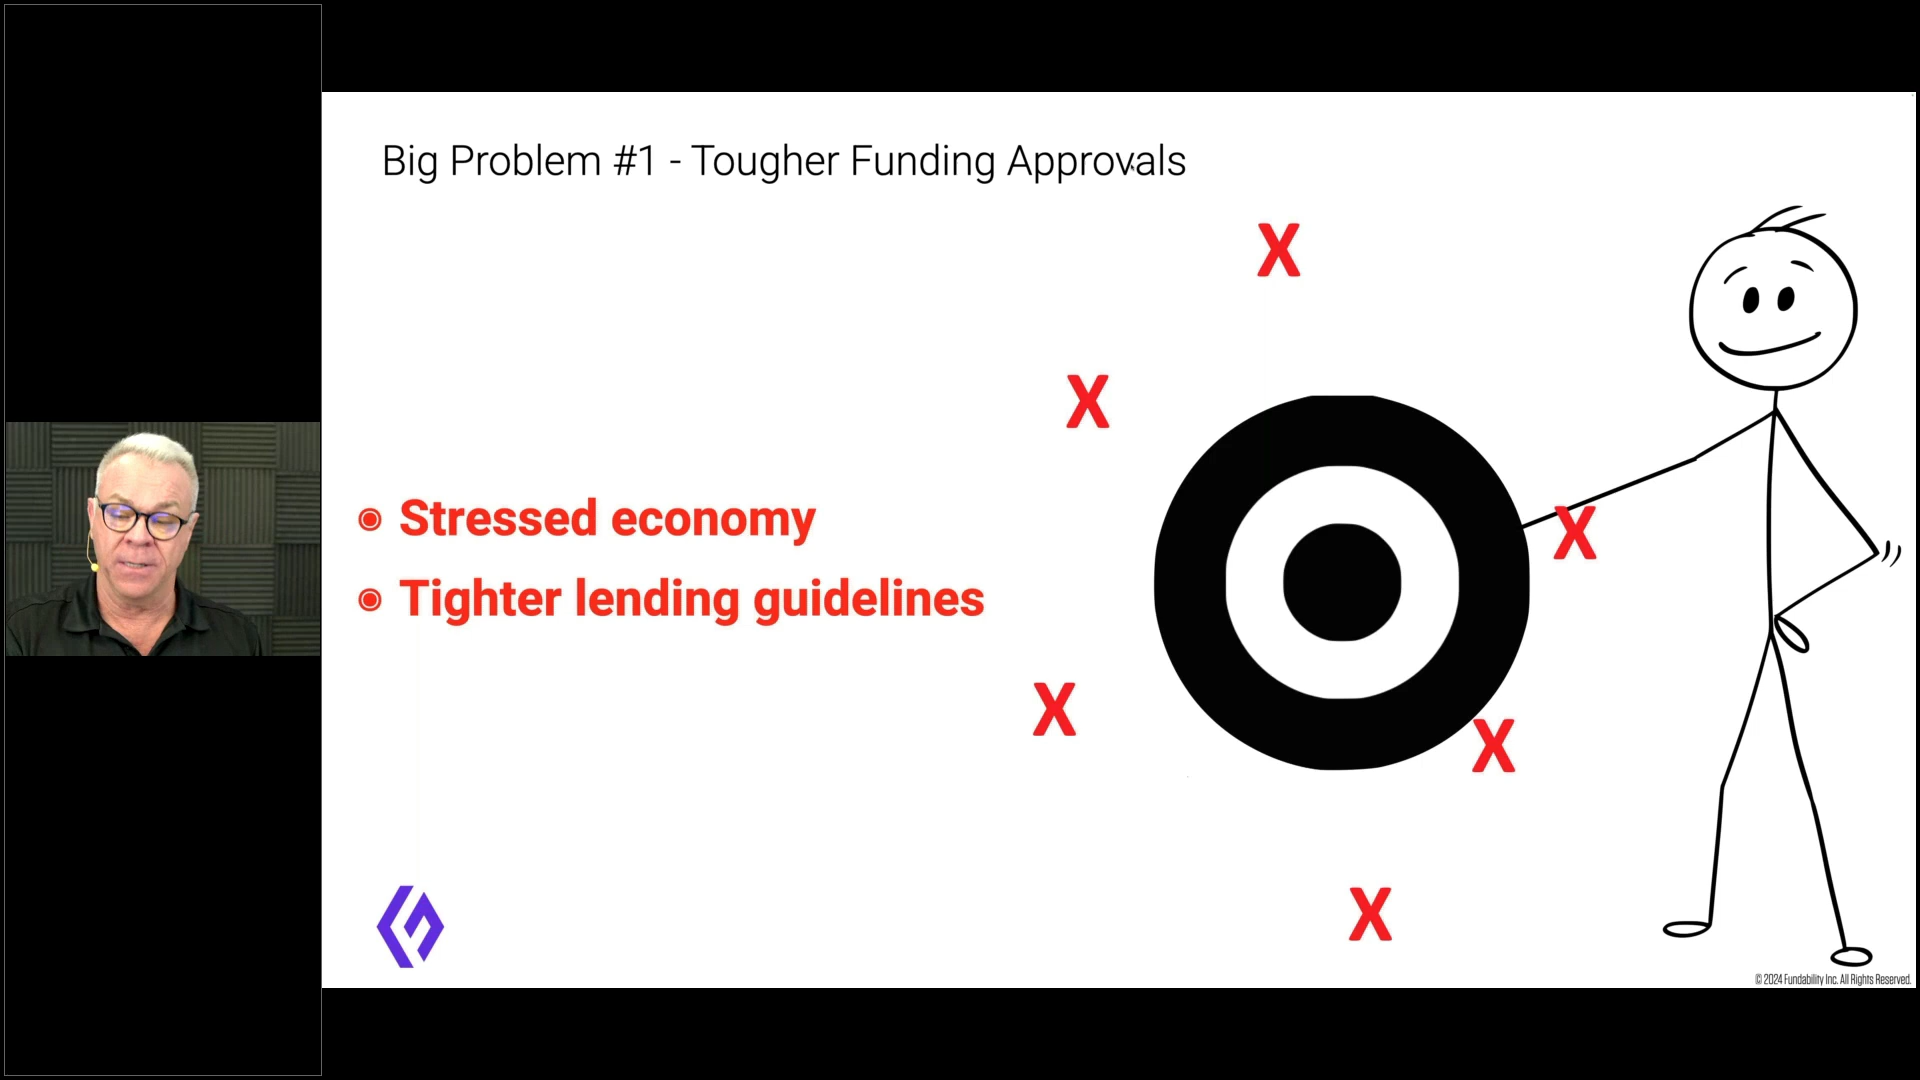 Big Problem #1 - Tougher Funding Approvals
X
X
Stressed economy
X
Tighter lending guidelines
X
X
X
© 2024 Fundability Inc. All Rights Reserved.